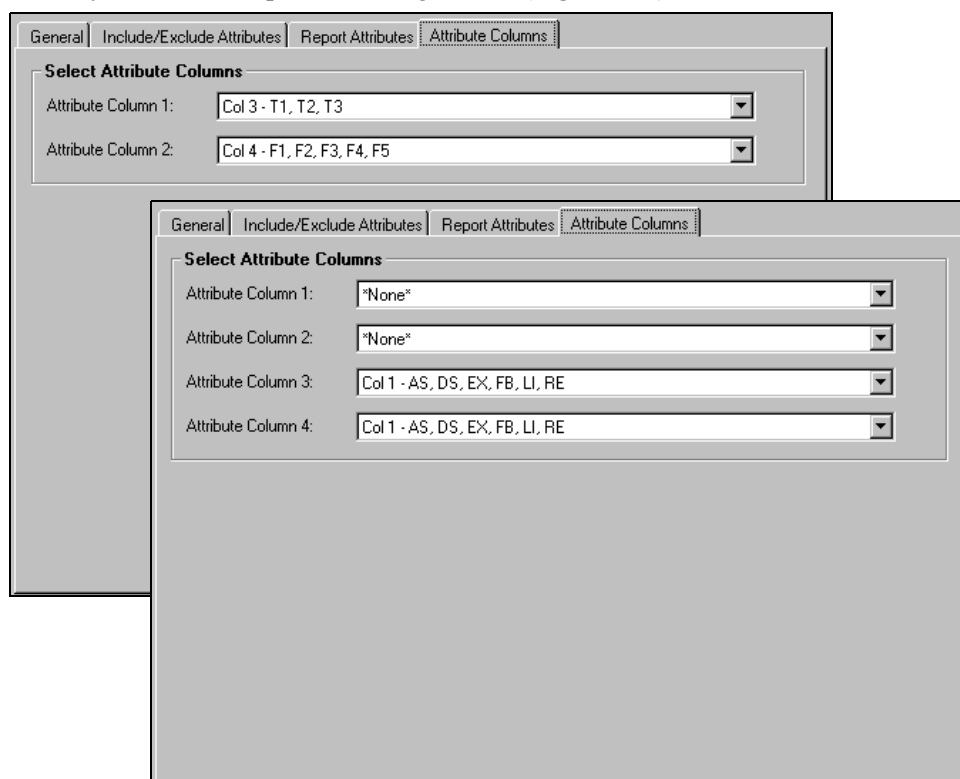 General Include/Exclude Attributes Report Attributes Attribute Columns
Select Attribute Columns
Attribute Column 1: Col 3 - T1, T2, T3
Attribute Column 2: Col 4 - F1, F2, F3, F4, F5
General Include/Exclude Attributes Report Attributes Attribute Columns
Select Attribute Columns
Attribute Column 1: *None*
Attribute Column 2: *None*
Attribute Column 3: Col 1 - AS, DS, EX, FB, LI, RE
Attribute Column 4: Col 1 - AS, DS, EX, FB, LI, RE